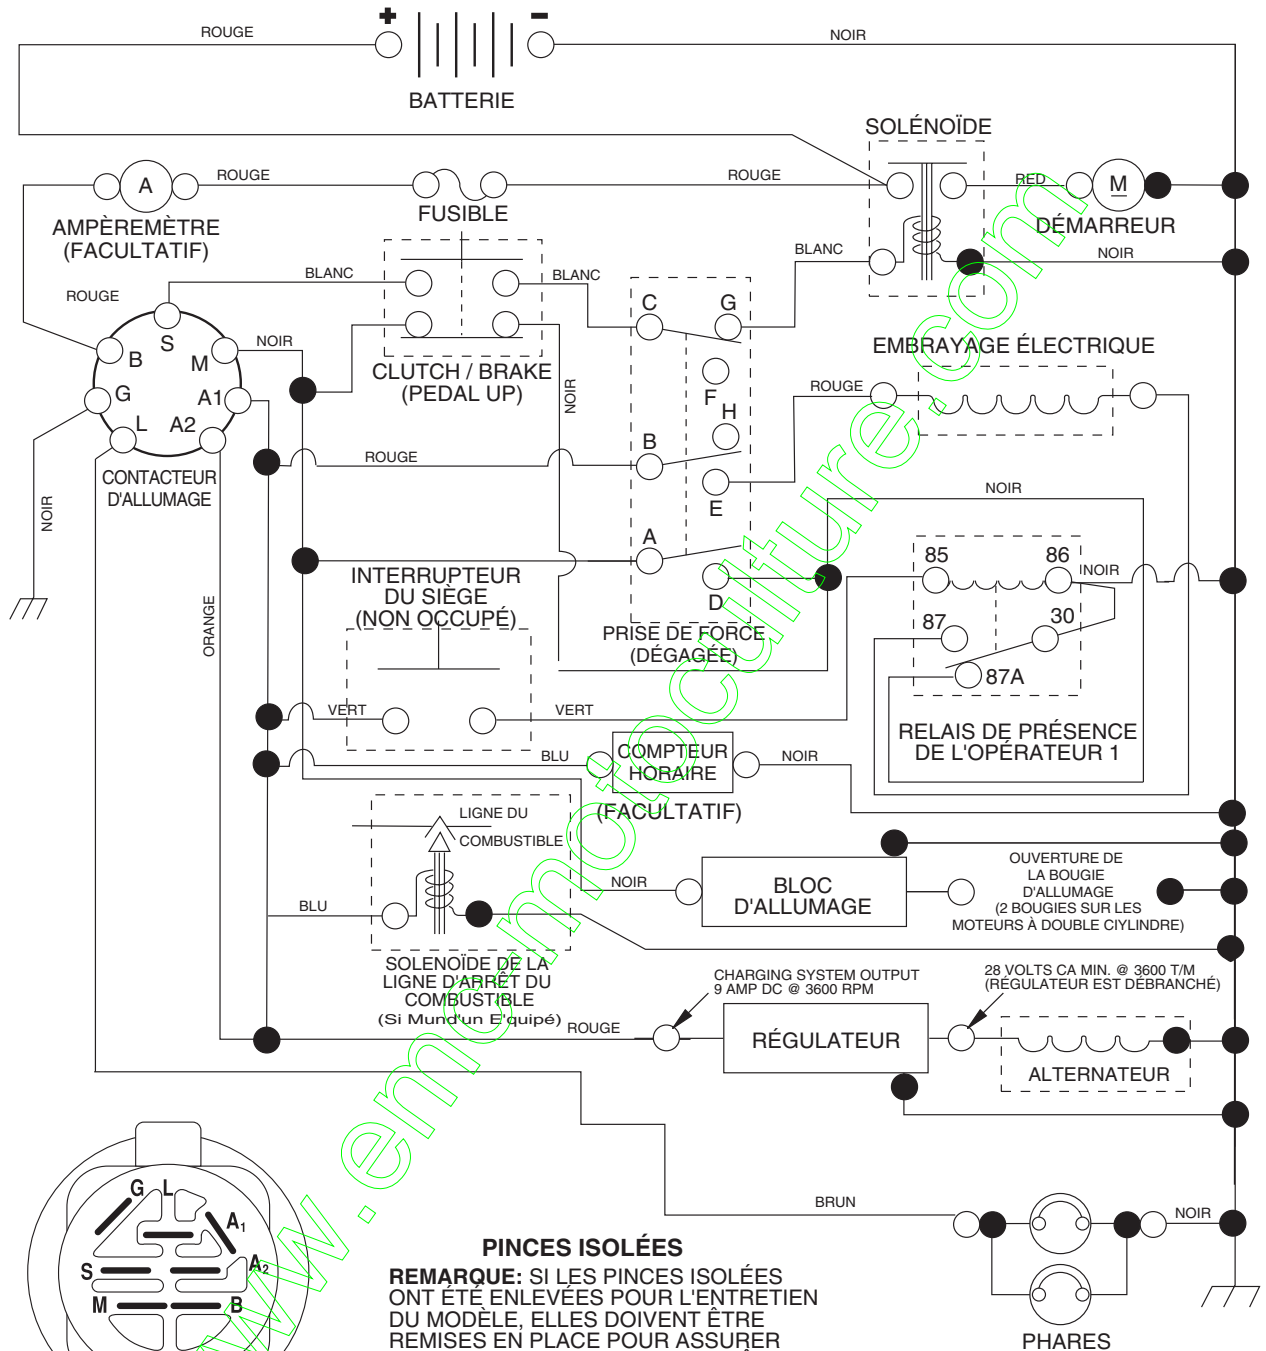 + -
ROUGE
NOIR
BATTERIE
SOLÉNOÏDE
A
ROUGE
ROUGE
RED
M
FUSIBLE
AMPÈREMÈTRE
(FACULTATIF)
DÉMARREUR
BLANC
BLANC
BLANC
NOIR
ROUGE
C
G
S
B
M
NOIR
CLUTCH / BRAKE
(PEDAL UP)
EMBRAYAGE ÉLECTRIQUE
G
A1
L
A2
NOIR
ROUGE
F
H
B
ROUGE
CONTACTEUR
D'ALLUMAGE
E
NOIR
NOIR
A
85
86
NOIR
INTERRUPTEUR
DU SIÈGE
(NON OCCUPÉ)
D
ORANGE
87
30
PRISE DE FORCE
(DÉGAGÉE)
87A
VERT
VERT
RELAIS DE PRÉSENCE
DE L'OPÉRATEUR 1
BLU
COMPTEUR
HORAIRE
NOIR
(FACULTATIF)
LIGNE DU
COMBUSTIBLE
NOIR
BLOC
D'ALLUMAGE
OUVERTURE DE
LA BOUGIE
D'ALLUMAGE
(2 BOUGIES SUR LES
MOTEURS À DOUBLE CIYLINDRE)
BLU
SOLENOÏDE DE LA
LIGNE D'ARRÊT DU
COMBUSTIBLE
(Si Mund'un E'quipé)
CHARGING SYSTEM OUTPUT
9 AMP DC @ 3600 RPM
28 VOLTS CA MIN. @ 3600 T/M
(RÉGULATEUR EST DÉBRANCHÉ)
ROUGE
RÉGULATEUR
ALTERNATEUR
G L
A1
A2
S
M
B
BRUN
NOIR
PHARES
PINCES ISOLÉES
REMARQUE: SI LES PINCES ISOLÉES
ONT ÉTÉ ENLEVÉES POUR L'ENTRETIEN
DU MODÈLE, ELLES DOIVENT ÊTRE
REMISES EN PLACE POUR ASSURER
www.emc-motoculture.com